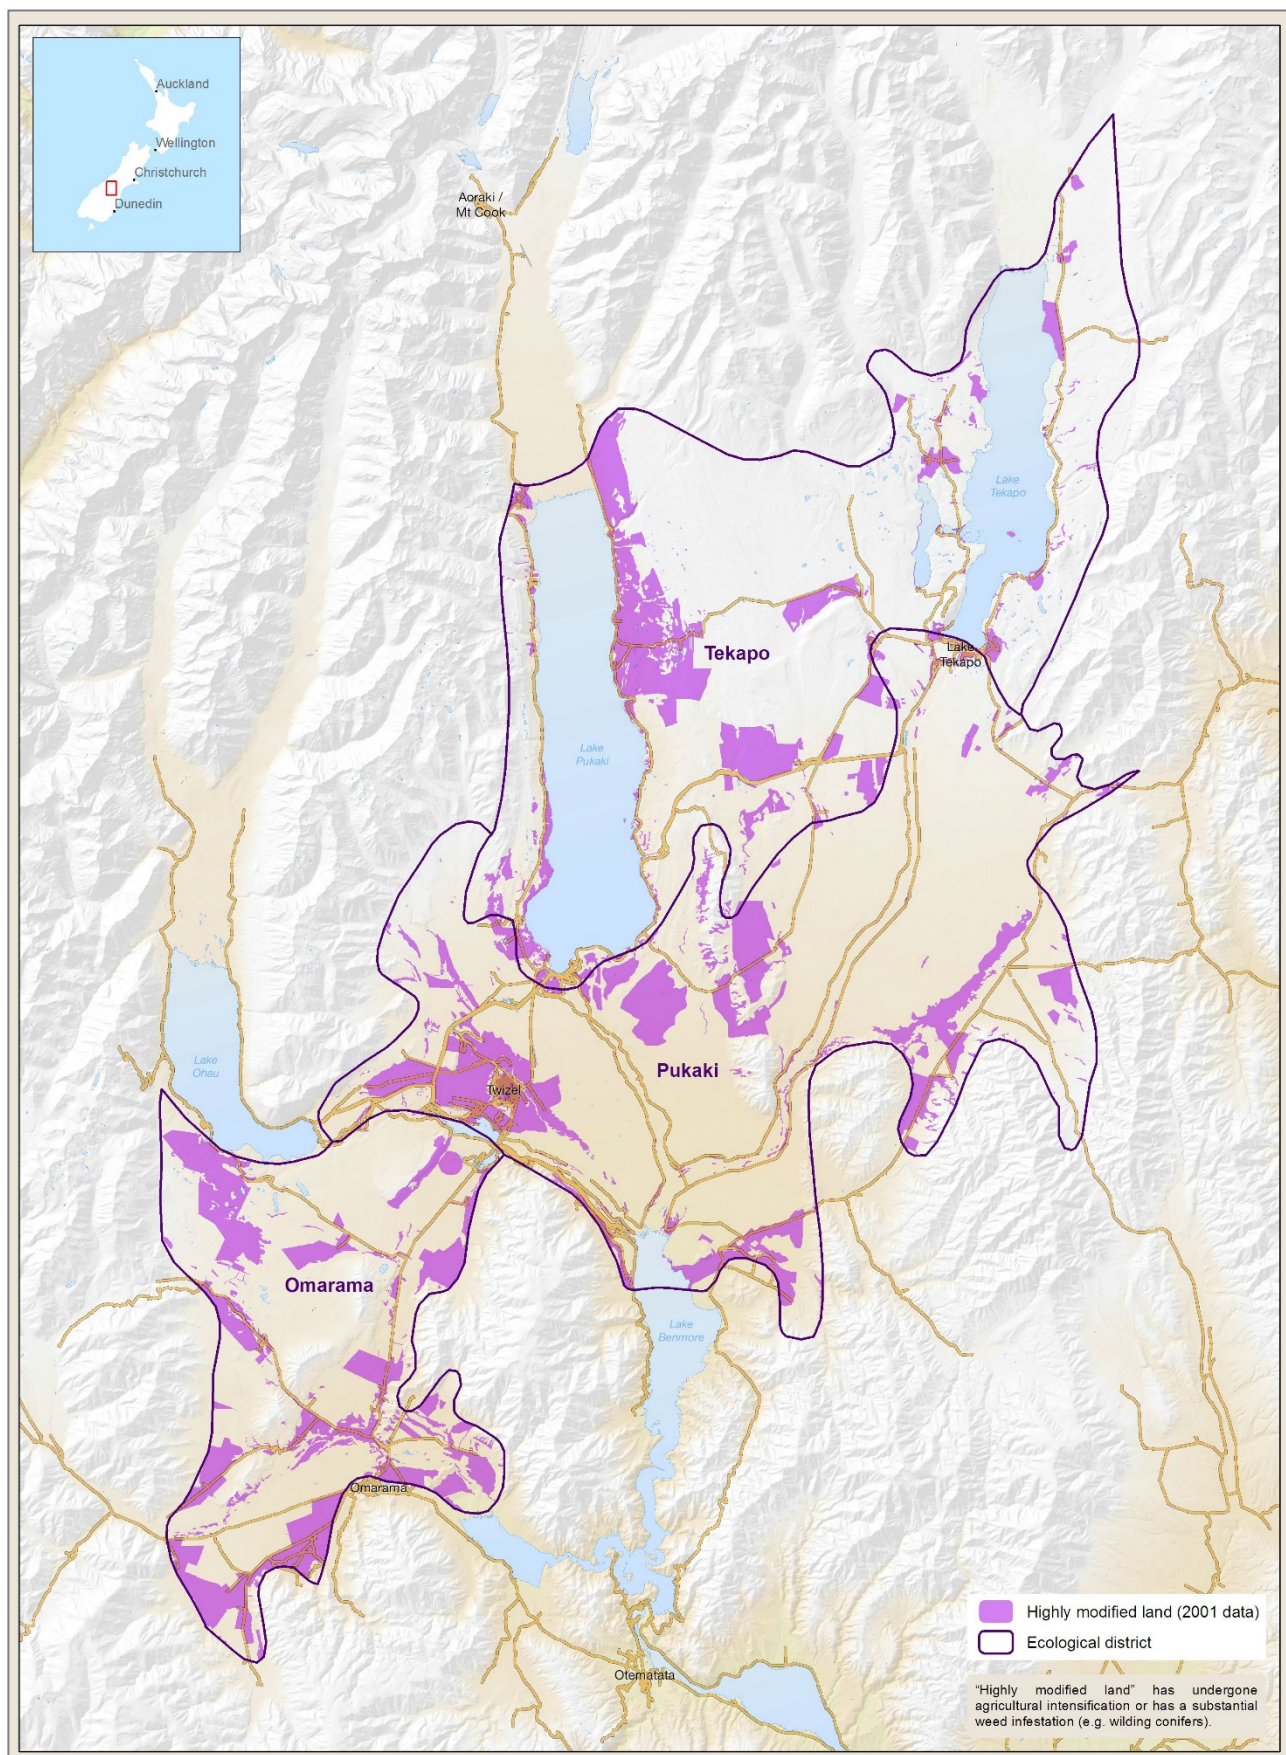 Auckland
Wellington
Christchurch
Dunedin
Aoraki /
Mt Cook
Lake
Tekapo
Tekapo
Lake
Tekapo
Lake
Pukaki
Lake
Ohau
Pukaki
Twizel
Omarama
Lake
Benmore
Omarama
Otematata
Highly modified land (2001 data)
Ecological district
"Highly modified land" has undergone
agricultural intensification or has a substantial
weed infestation (e.g. wilding conifers).